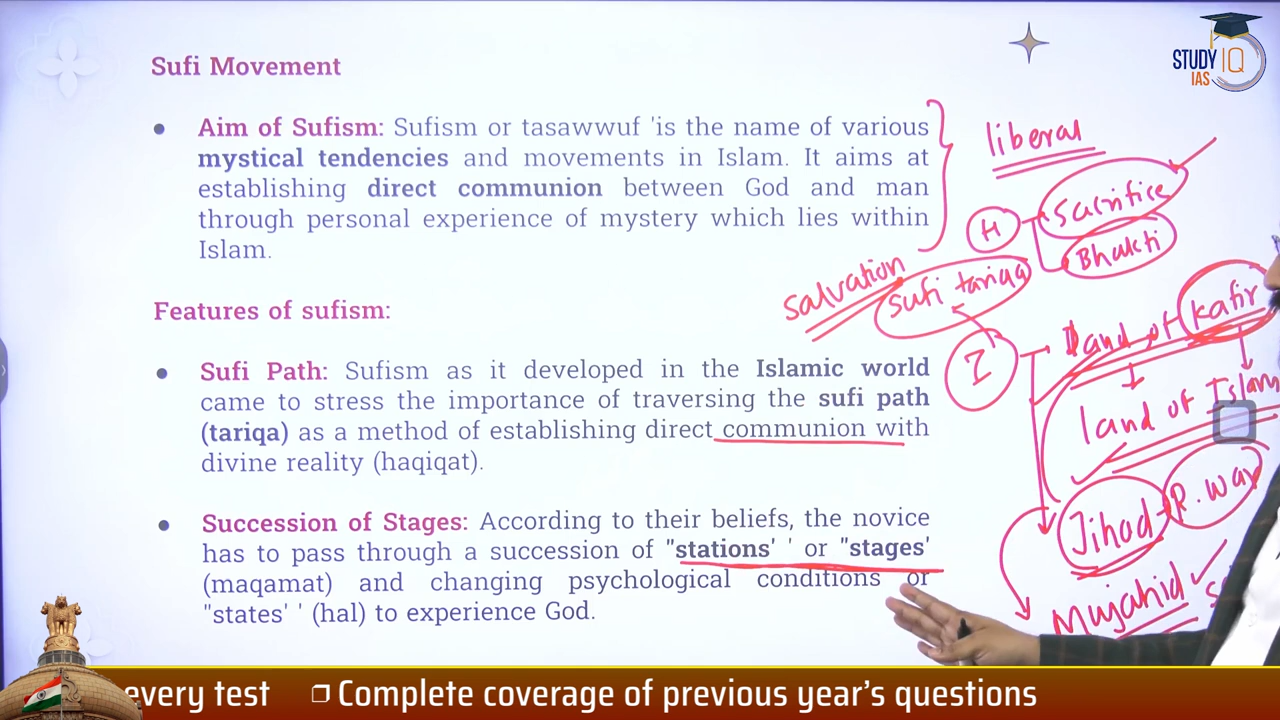 Sufi Movement
STUDY IQ
IAS
• Aim of Sufism: Sufism or tasawwuf 'is the name of various
mystical tendencies and movements in Islam. It aims at
establishing direct communion between God and man
through personal experience of mystery which lies within
Islam.
liberal
H
Sacrifice
Bhakti
Salvation
Sufi tariqa
Features of sufism:
I
Land of Kafir
land of Islam
• Sufi Path: Sufism as it developed in the Islamic world
came to stress the importance of traversing the sufi path
(tariqa) as a method of establishing direct communion with
divine reality (haqiqat).
Jihad - R. War
Mujahid
• Succession of Stages: According to their beliefs, the novice
has to pass through a succession of "stations' ' or "stages'
(maqamat) and changing psychological conditions or
"states' ' (hal) to experience God.
every test ❒ Complete coverage of previous year's questions